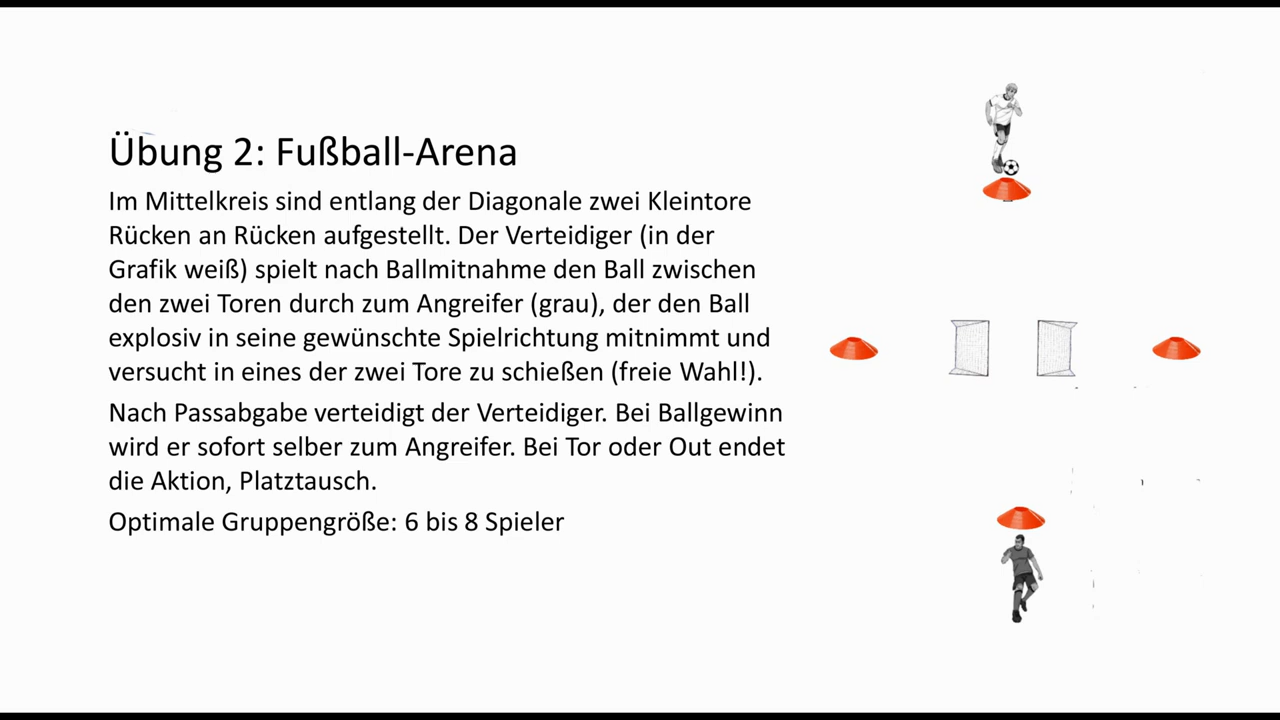 Übung 2: Fußball-Arena
Im Mittelkreis sind entlang der Diagonale zwei Kleintore
Rücken an Rücken aufgestellt. Der Verteidiger (in der
Grafik weiß) spielt nach Ballmitnahme den Ball zwischen
den zwei Toren durch zum Angreifer (grau), der den Ball
explosiv in seine gewünschte Spielrichtung mitnimmt und
versucht in eines der zwei Tore zu schießen (freie Wahl!).
Nach Passabgabe verteidigt der Verteidiger. Bei Ballgewinn
wird er sofort selber zum Angreifer. Bei Tor oder Out endet
die Aktion, Platztausch.
Optimale Gruppengröße: 6 bis 8 Spieler